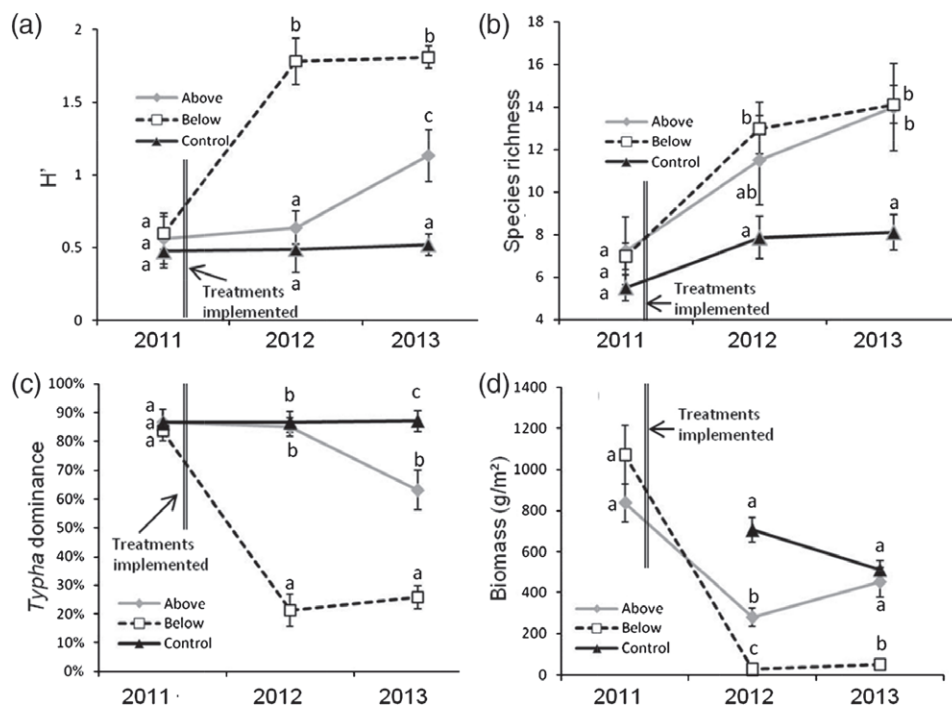 (a)
2
1.5
1
0.5
0
H'
Above
Below
Control
a
a
a
b
a
a
b
c
a
Treatments
implemented
2011
2012
2013
(b)
18
16
14
12
10
8
6
4
Species richness
Above
Below
Control
a
a
a
b
ab
a
b
b
a
Treatments
implemented
2011
2012
2013
(c)
100%
90%
80%
70%
60%
50%
40%
30%
20%
10%
0%
Typha dominance
a
a
a
b
b
a
c
b
a
Treatments
implemented
Above
Below
Control
2011
2012
2013
(d)
1400
1200
1000
800
600
400
200
0
Biomass (g/m²)
Treatments
implemented
a
a
a
b
c
a
a
b
Above
Below
Control
2011
2012
2013